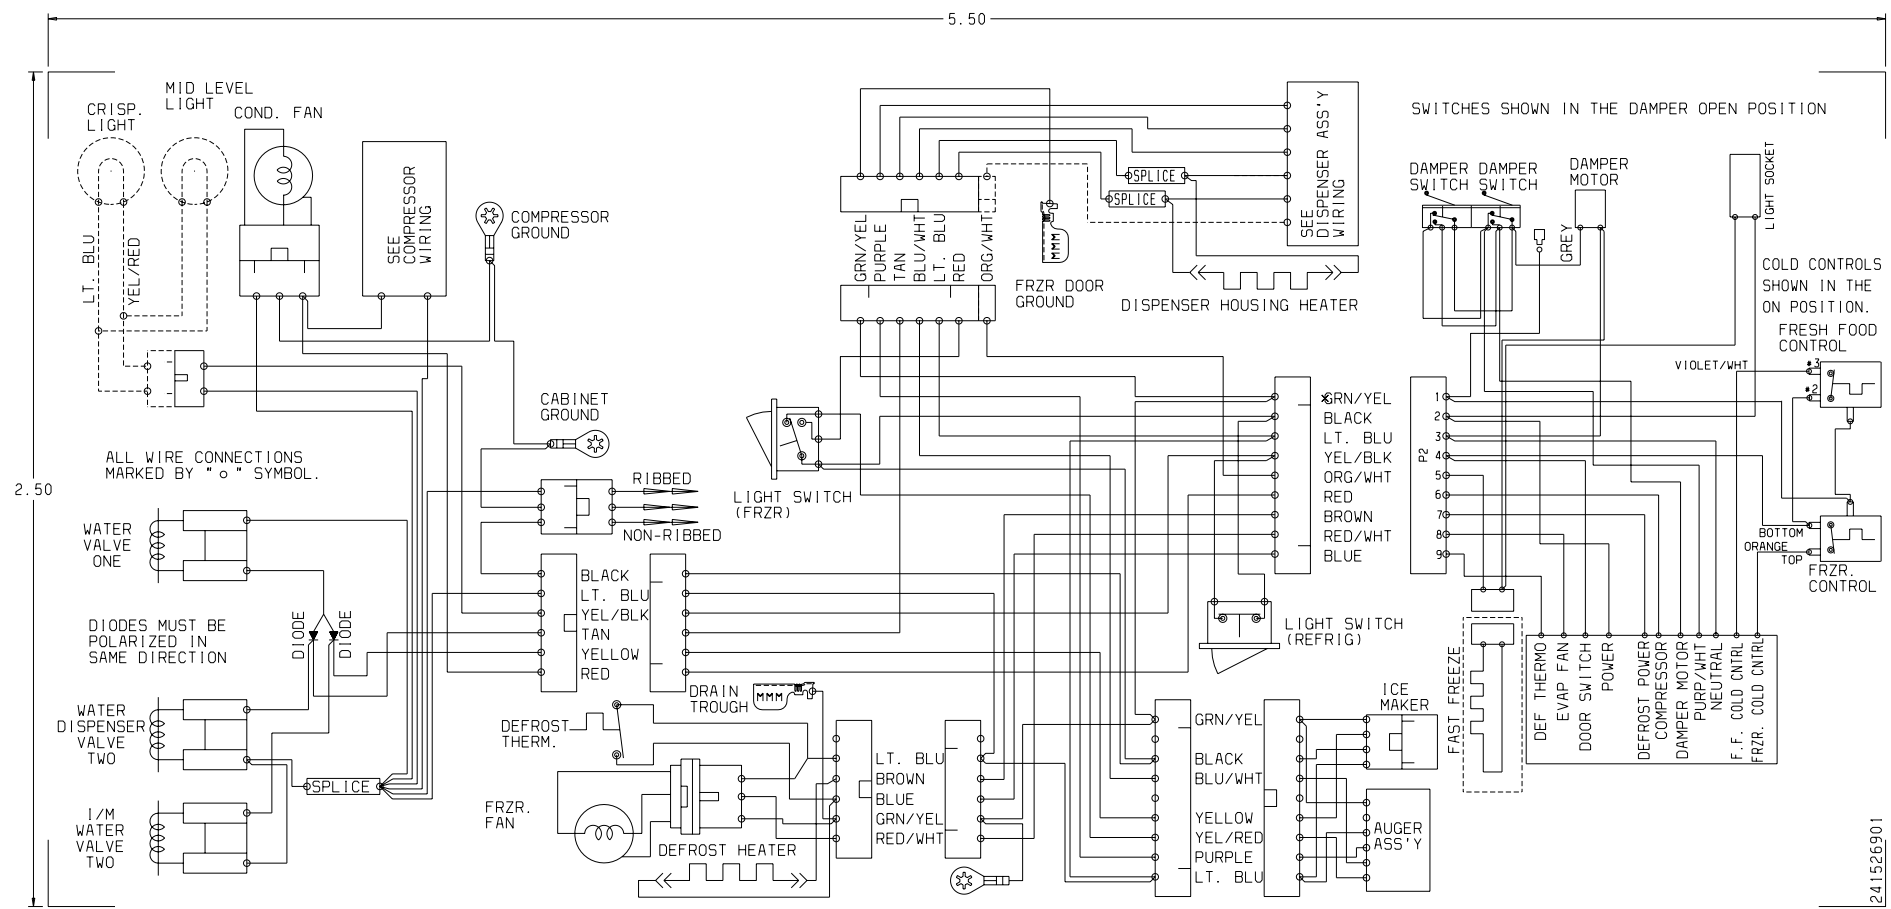 5.50
2.50
CRISP.
LIGHT
MID LEVEL
LIGHT
COND. FAN
LT. BLU
YEL/RED
SEE
COMPRESSOR
WIRING
COMPRESSOR
GROUND
CABINET
GROUND
ALL WIRE CONNECTIONS
MARKED BY "o" SYMBOL.
WATER
VALVE
ONE
DIODES MUST BE
POLARIZED IN
SAME DIRECTION
DIODE
DIODE
WATER
DISPENSER
VALVE
TWO
I/M
WATER
VALVE
TWO
SPLICE
RIBBED
NON-RIBBED
BLACK
LT. BLU
YEL/BLK
TAN
YELLOW
RED
DEFROST
THERM.
FRZR.
FAN
DEFROST HEATER
DRAIN
TROUGH
LT. BLU
BROWN
BLUE
GRN/YEL
RED/WHT
LIGHT SWITCH
(FRZR)
GRN/YEL
PURPLE
TAN
BLU/WHT
LT. BLU
RED
ORG/WHT
FRZR DOOR
GROUND
SPLICE
SPLICE
SEE
DISPENSER ASS'Y
WIRING
DISPENSER HOUSING HEATER
GRN/YEL
BLACK
LT. BLU
YEL/BLK
ORG/WHT
RED
BROWN
RED/WHT
BLUE
LIGHT SWITCH
(REFRIG)
GRN/YEL
BLACK
BLU/WHT
YELLOW
YEL/RED
PURPLE
LT. BLU
ICE
MAKER
AUGER
ASS'Y
SWITCHES SHOWN IN THE DAMPER OPEN POSITION
DAMPER
SWITCH
DAMPER
SWITCH
DAMPER
MOTOR
GREY
LIGHT SOCKET
COLD CONTROLS
SHOWN IN THE
ON POSITION.
FRESH FOOD
CONTROL
VIOLET/WHT
#3
#2
P2
1
2
3
4
5
6
7
8
9
BOTTOM
ORANGE
TOP
FRZR.
CONTROL
FAST FREEZE
DEF THERMO
EVAP FAN
DOOR SWITCH
POWER
DEFROST POWER
COMPRESSOR
DAMPER MOTOR
PURP/WHT
NEUTRAL
F.F. COLD CNTRL
FRZR. COLD CNTRL
241526901